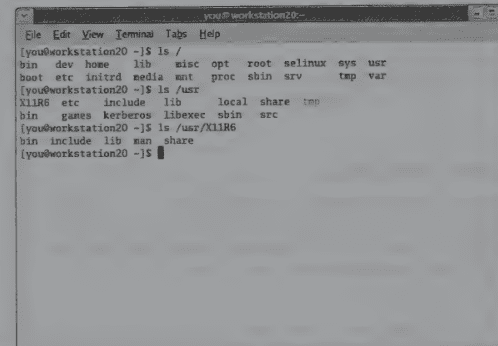 you@workstation20:~
File Edit View Terminal Tabs Help
[you@workstation20 ~]$ ls /
bin dev home lib misc opt root selinux sys usr
boot etc initrd media mnt proc sbin srv tmp var
[you@workstation20 ~]$ ls /usr
X11R6 etc include lib local share tmp
bin games kerberos libexec sbin src
[you@workstation20 ~]$ ls /usr/X11R6
bin include lib man share
[you@workstation20 ~]$